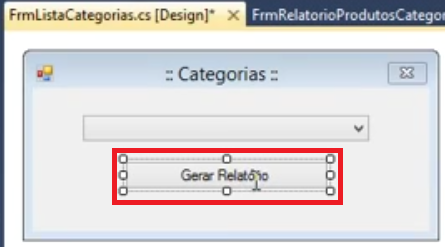 FrmListaCategorias.cs [Design]* FrmRelatorioProdutosCategor
:: Categorias ::
Gerar Relatório